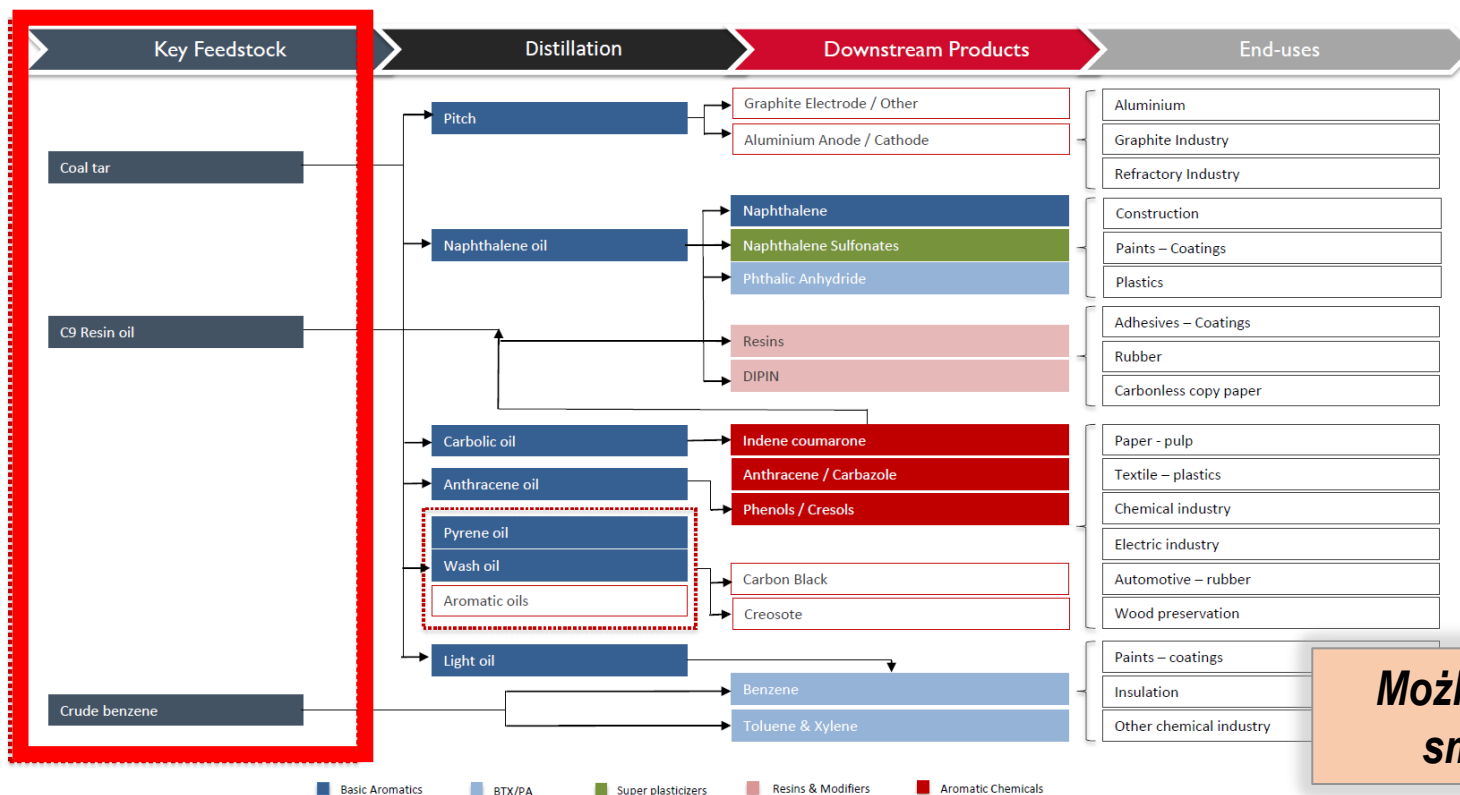 Key Feedstock
Distillation
Downstream Products
End-uses
Coal tar
C9 Resin oil
Crude benzene
Pitch
Naphthalene oil
Carbolic oil
Anthracene oil
Pyrene oil
Wash oil
Aromatic oils
Light oil
Graphite Electrode / Other
Aluminium Anode / Cathode
Naphthalene
Naphthalene Sulfonates
Phthalic Anhydride
Resins
DIPIN
Indene coumarone
Anthracene / Carbazole
Phenols / Cresols
Carbon Black
Creosote
Benzene
Toluene & Xylene
Aluminium
Graphite Industry
Refractory Industry
Construction
Paints – Coatings
Plastics
Adhesives – Coatings
Rubber
Carbonless copy paper
Paper - pulp
Textile – plastics
Chemical industry
Electric industry
Automotive – rubber
Wood preservation
Paints – coatings
Insulation
Other chemical industry
Basic Aromatics
BTX/PA
Super plasticizers
Resins & Modifiers
Aromatic Chemicals